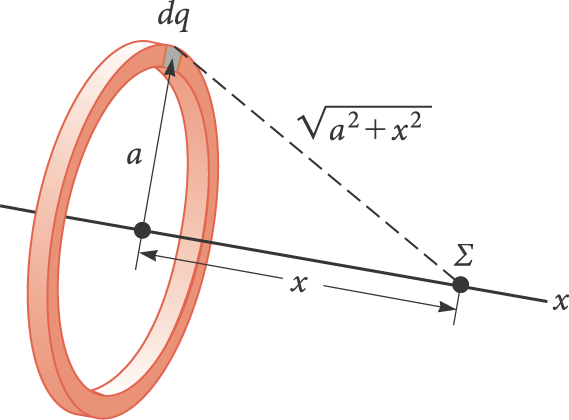 dq
√a² + x²
a
Σ
x
x